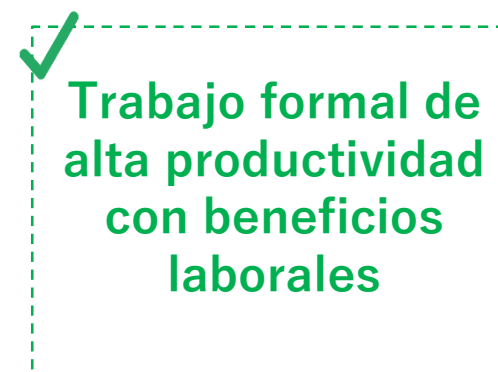 Trabajo formal de
alta productividad
con beneficios
laborales